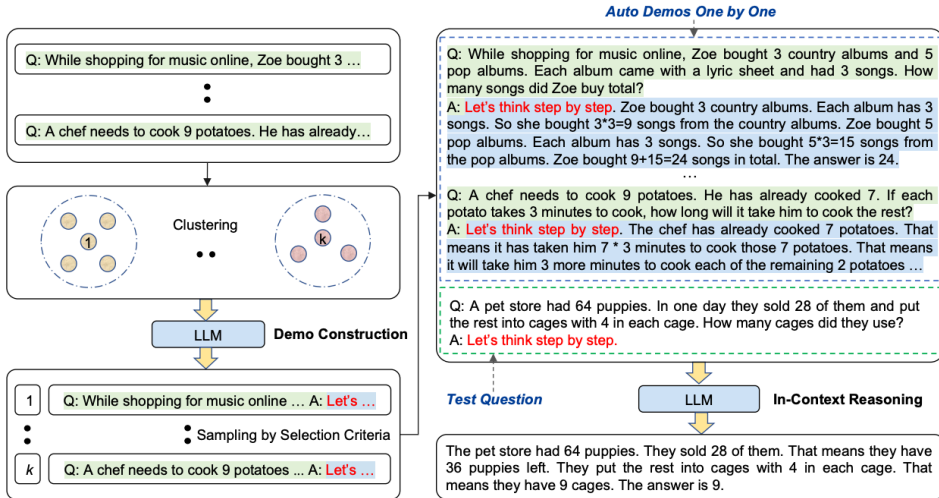 Q: While shopping for music online, Zoe bought 3 …
Q: A chef needs to cook 9 potatoes. He has already…
Clustering
1
k
LLM
Demo Construction
1
Q: While shopping for music online … A: Let's …
Sampling by Selection Criteria
k
Q: A chef needs to cook 9 potatoes ... A: Let's …
Auto Demos One by One
Q: While shopping for music online, Zoe bought 3 country albums and 5
pop albums. Each album came with a lyric sheet and had 3 songs. How
many songs did Zoe buy total?
A: Let's think step by step. Zoe bought 3 country albums. Each album has 3
songs. So she bought 3*3=9 songs from the country albums. Zoe bought 5
pop albums. Each album has 3 songs. So she bought 5*3=15 songs from
the pop albums. Zoe bought 9+15=24 songs in total. The answer is 24.
…
Q: A chef needs to cook 9 potatoes. He has already cooked 7. If each
potato takes 3 minutes to cook, how long will it take him to cook the rest?
A: Let's think step by step. The chef has already cooked 7 potatoes. That
means it has taken him 7 * 3 minutes to cook those 7 potatoes. That means
it will take him 3 more minutes to cook each of the remaining 2 potatoes …
Q: A pet store had 64 puppies. In one day they sold 28 of them and put
the rest into cages with 4 in each cage. How many cages did they use?
A: Let's think step by step.
Test Question
LLM
In-Context Reasoning
The pet store had 64 puppies. They sold 28 of them. That means they have
36 puppies left. They put the rest into cages with 4 in each cage. That
means they have 9 cages. The answer is 9.